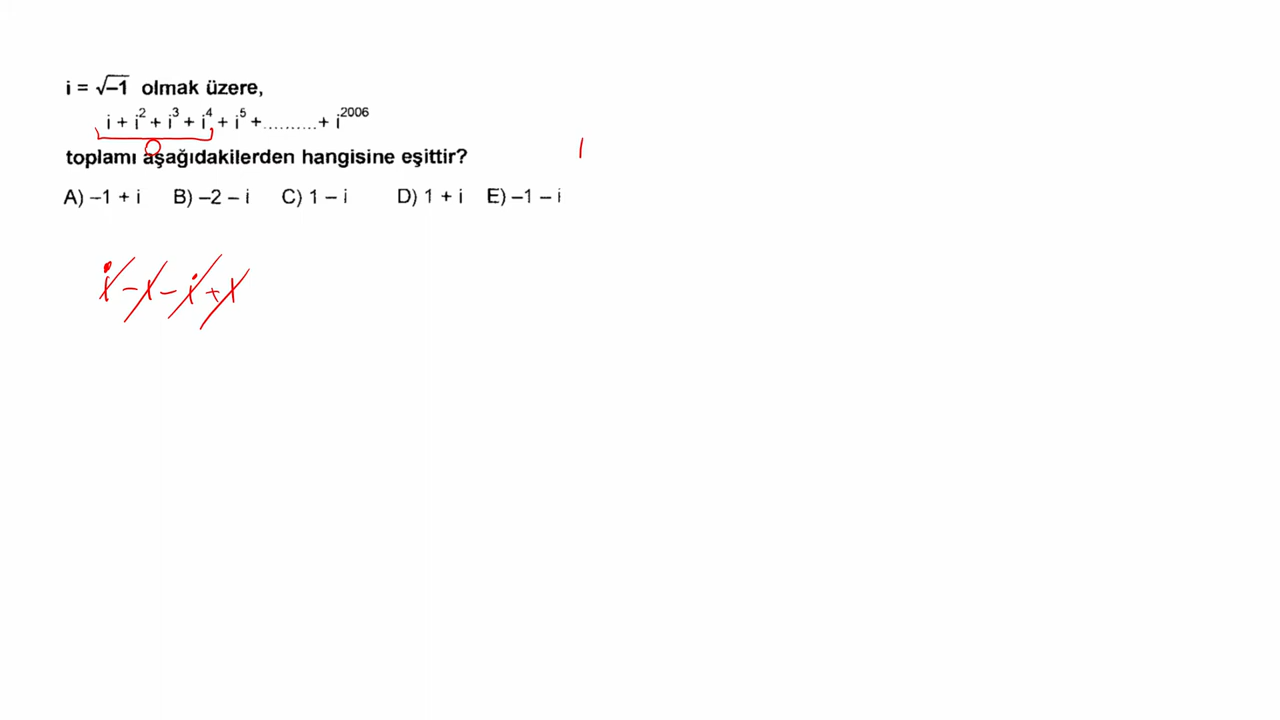 i = √–1 olmak üzere,
i + i² + i³ + i⁴ + i⁵ + .......... + i²⁰⁰⁶
0
toplamı aşağıdakilerden hangisine eşittir?
A) –1 + i B) –2 – i C) 1 – i D) 1 + i E) –1 – i
i – 1 – i + 1